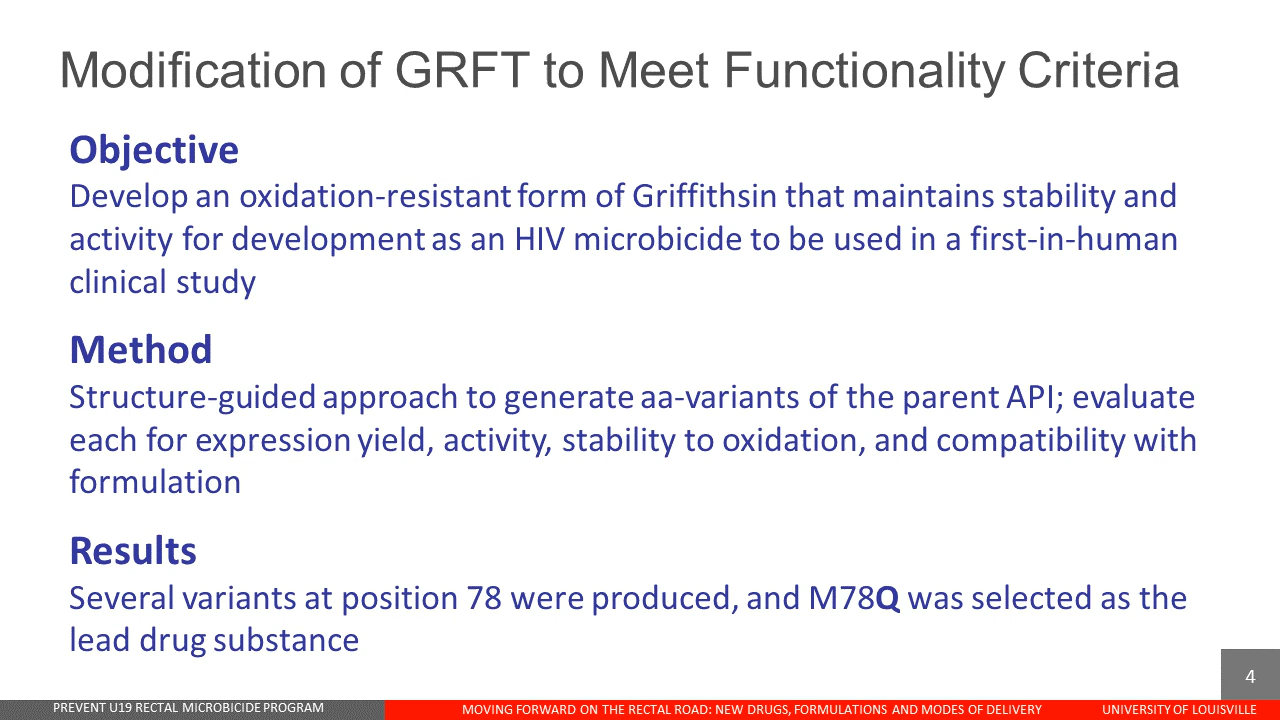 Modification of GRFT to Meet Functionality Criteria
Objective
Develop an oxidation-resistant form of Griffithsin that maintains stability and
activity for development as an HIV microbicide to be used in a first-in-human
clinical study
Method
Structure-guided approach to generate aa-variants of the parent API; evaluate
each for expression yield, activity, stability to oxidation, and compatibility with
formulation
Results
Several variants at position 78 were produced, and M78Q was selected as the
lead drug substance
4
PREVENT U19 RECTAL MICROBICIDE PROGRAM
MOVING FORWARD ON THE RECTAL ROAD: NEW DRUGS, FORMULATIONS AND MODES OF DELIVERY
UNIVERSITY OF LOUISVILLE